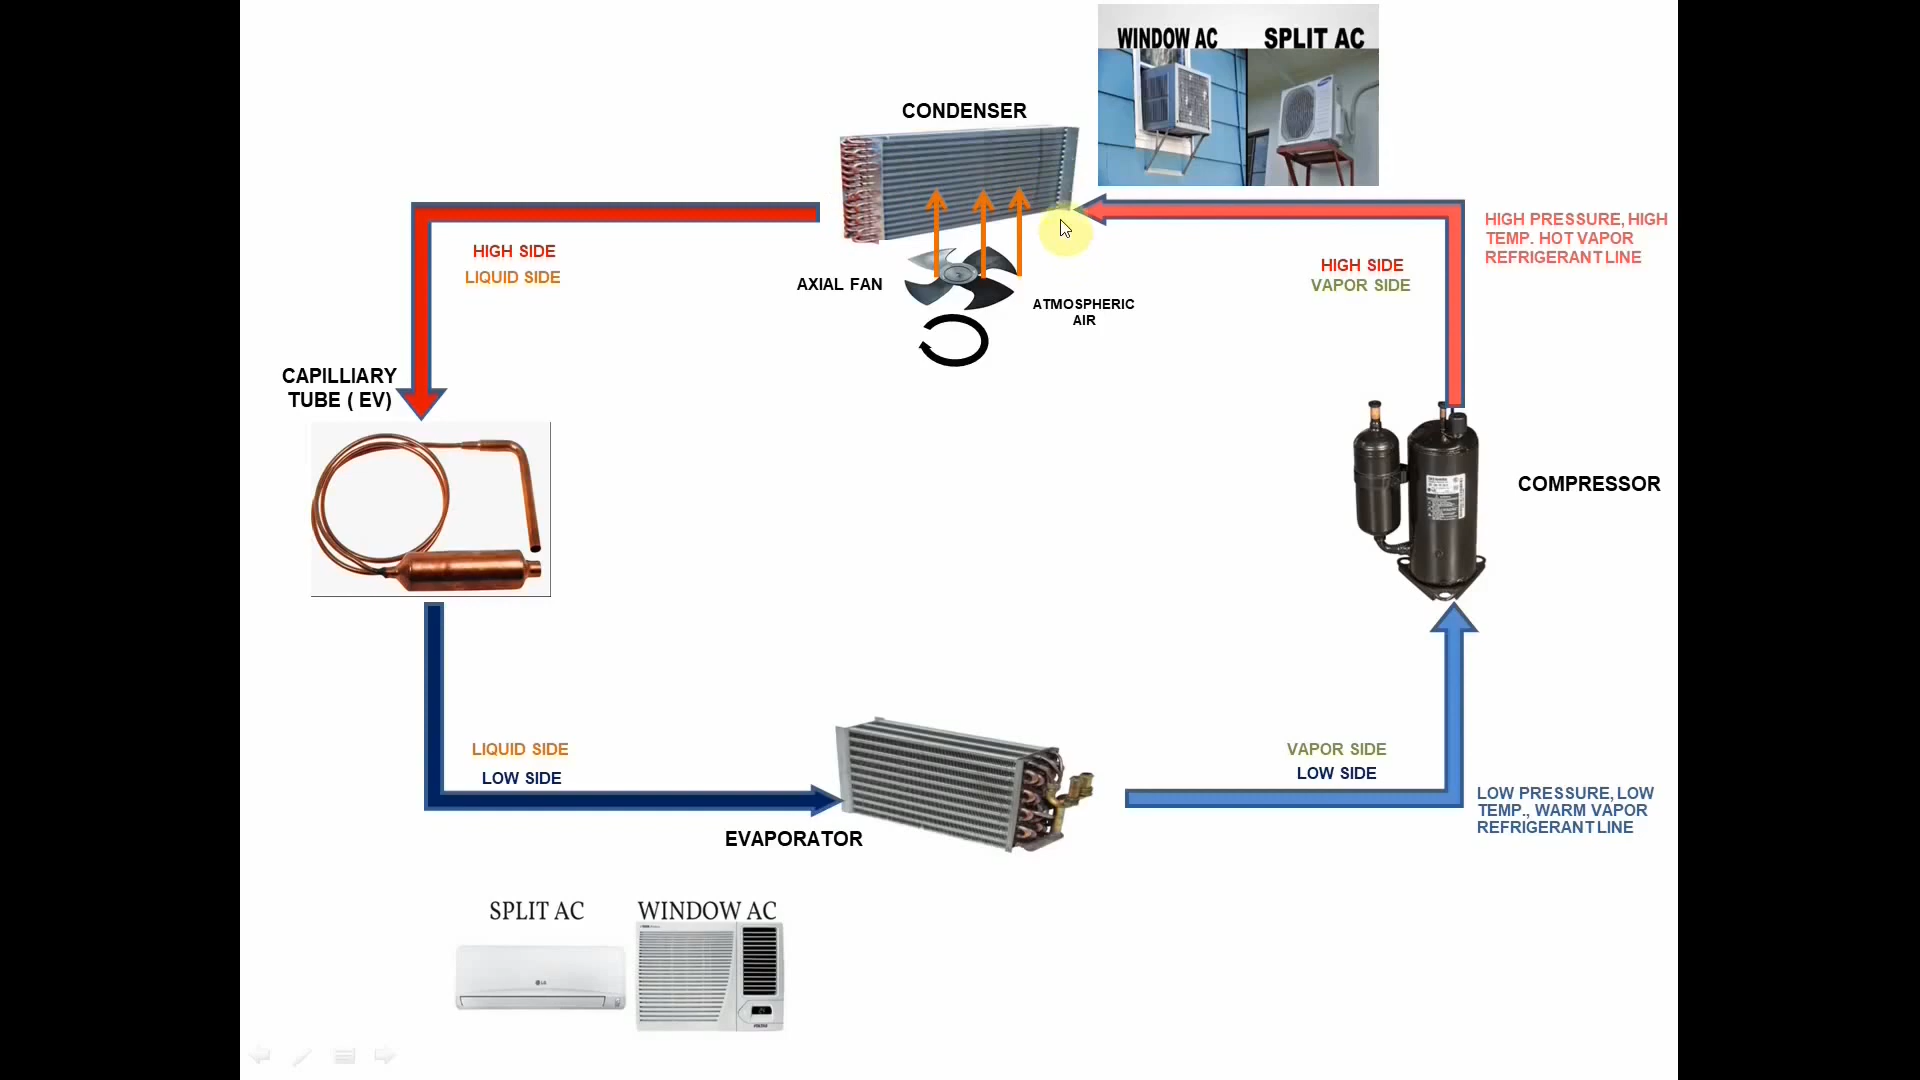 WINDOW AC
SPLIT AC
CONDENSER
HIGH PRESSURE, HIGH
TEMP. HOT VAPOR
REFRIGERANT LINE
HIGH SIDE
LIQUID SIDE
HIGH SIDE
VAPOR SIDE
AXIAL FAN
ATMOSPHERIC
AIR
CAPILLIARY
TUBE ( EV)
COMPRESSOR
LIQUID SIDE
LOW SIDE
VAPOR SIDE
LOW SIDE
LOW PRESSURE, LOW
TEMP., WARM VAPOR
REFRIGERANT LINE
EVAPORATOR
SPLIT AC
WINDOW AC
LG